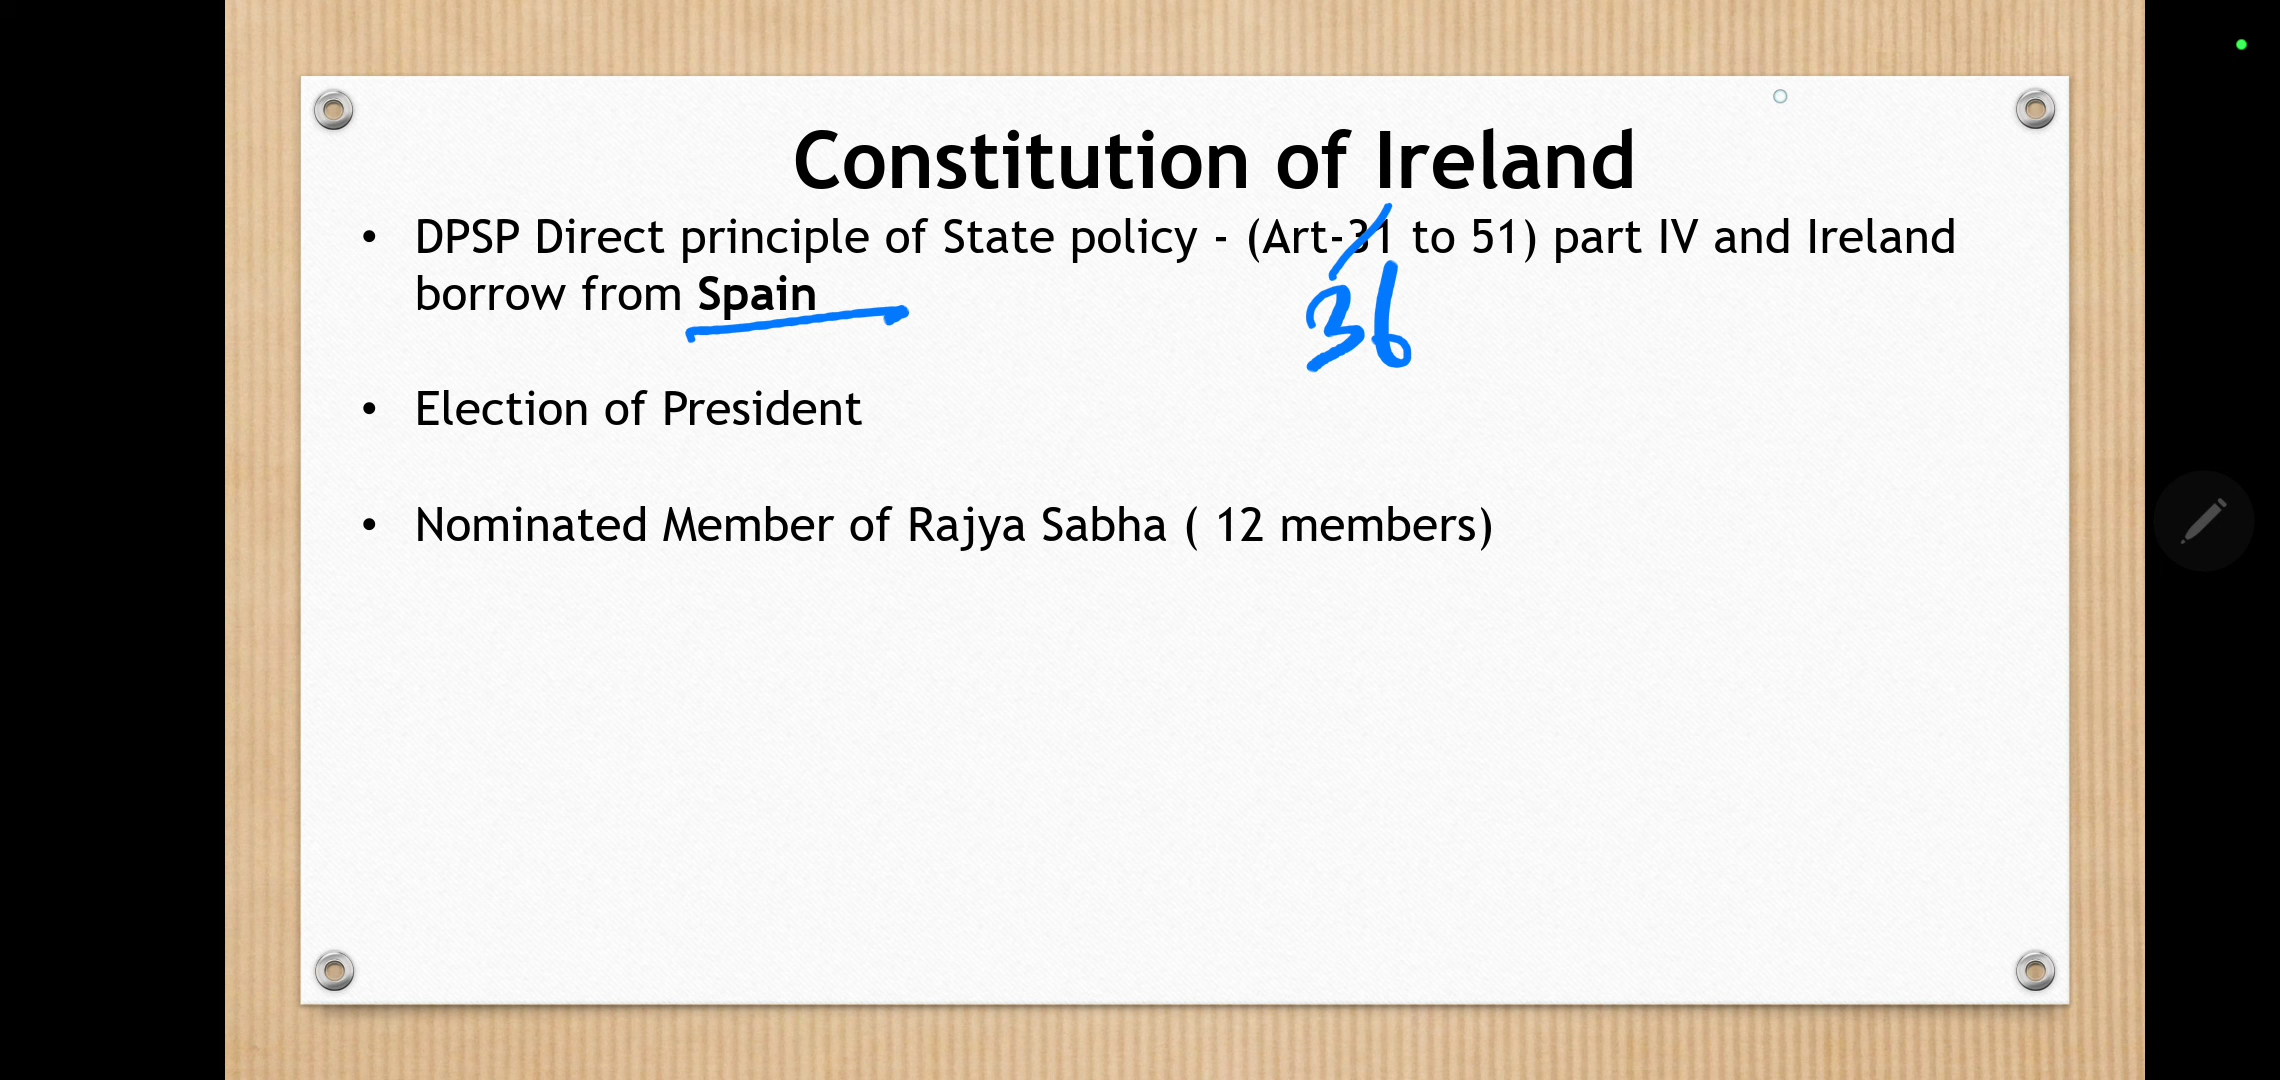 Constitution of Ireland
• DPSP Direct principle of State policy - (Art-31 to 51) part IV and Ireland
borrow from Spain
36
• Election of President
• Nominated Member of Rajya Sabha ( 12 members)